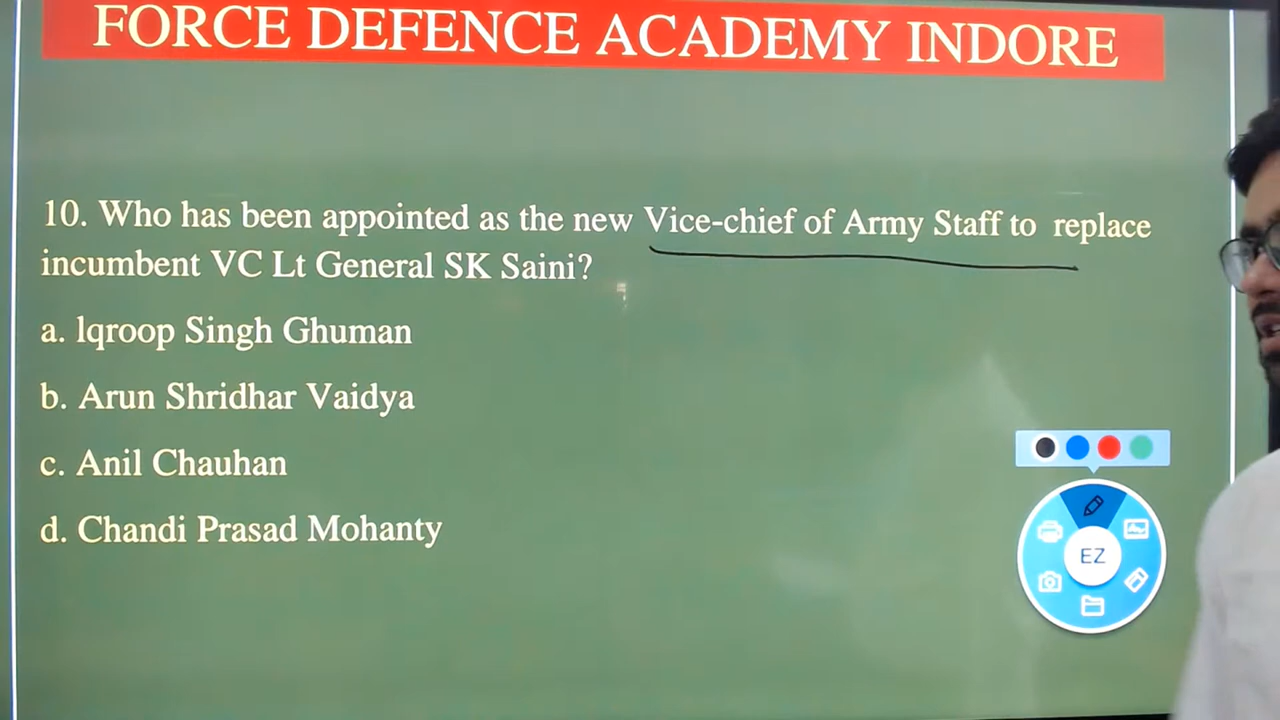 FORCE DEFENCE ACADEMY INDORE
10. Who has been appointed as the new Vice-chief of Army Staff to replace
incumbent VC Lt General SK Saini?
a. lqroop Singh Ghuman
b. Arun Shridhar Vaidya
c. Anil Chauhan
d. Chandi Prasad Mohanty
EZ